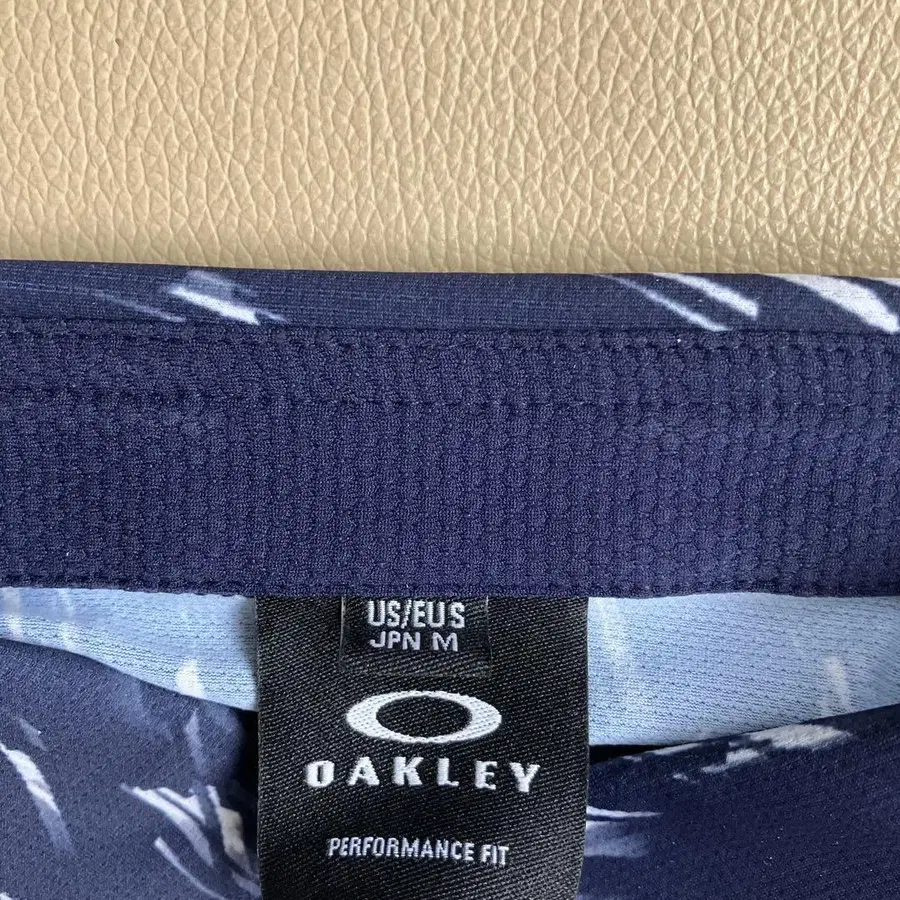 US/EU S
JPN M
OAKLEY
PERFORMANCE FIT